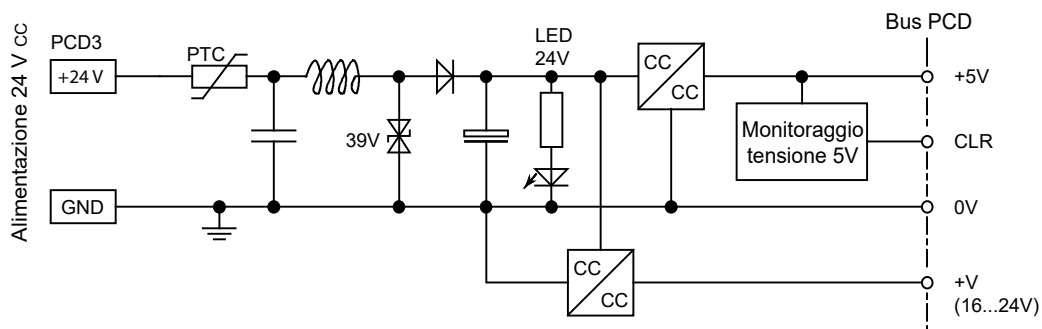 Alimentazione 24 V CC
PCD3
+24 V
GND
PTC
39V
LED
24V
CC
CC
CC
CC
Monitoraggio
tensione 5V
Bus PCD
+5V
CLR
0V
+V
(16...24V)